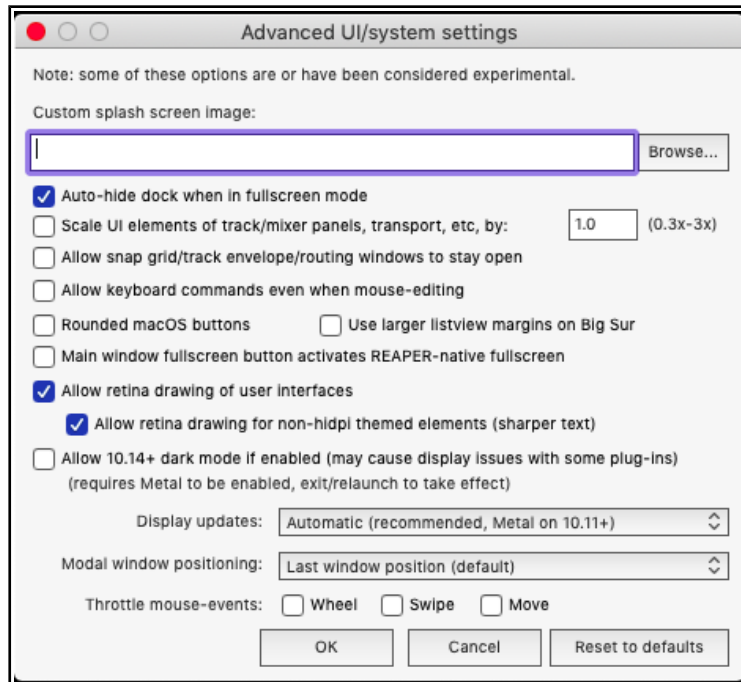 Advanced UI/system settings
Note: some of these options are or have been considered experimental.
Custom splash screen image:
Browse...
Auto-hide dock when in fullscreen mode
Scale UI elements of track/mixer panels, transport, etc, by: 1.0 (0.3x-3x)
Allow snap grid/track envelope/routing windows to stay open
Allow keyboard commands even when mouse-editing
Rounded macOS buttons Use larger listview margins on Big Sur
Main window fullscreen button activates REAPER-native fullscreen
Allow retina drawing of user interfaces
Allow retina drawing for non-hidpi themed elements (sharper text)
Allow 10.14+ dark mode if enabled (may cause display issues with some plug-ins)
(requires Metal to be enabled, exit/relaunch to take effect)
Display updates: Automatic (recommended, Metal on 10.11+)
Modal window positioning: Last window position (default)
Throttle mouse-events: Wheel Swipe Move
OK Cancel Reset to defaults